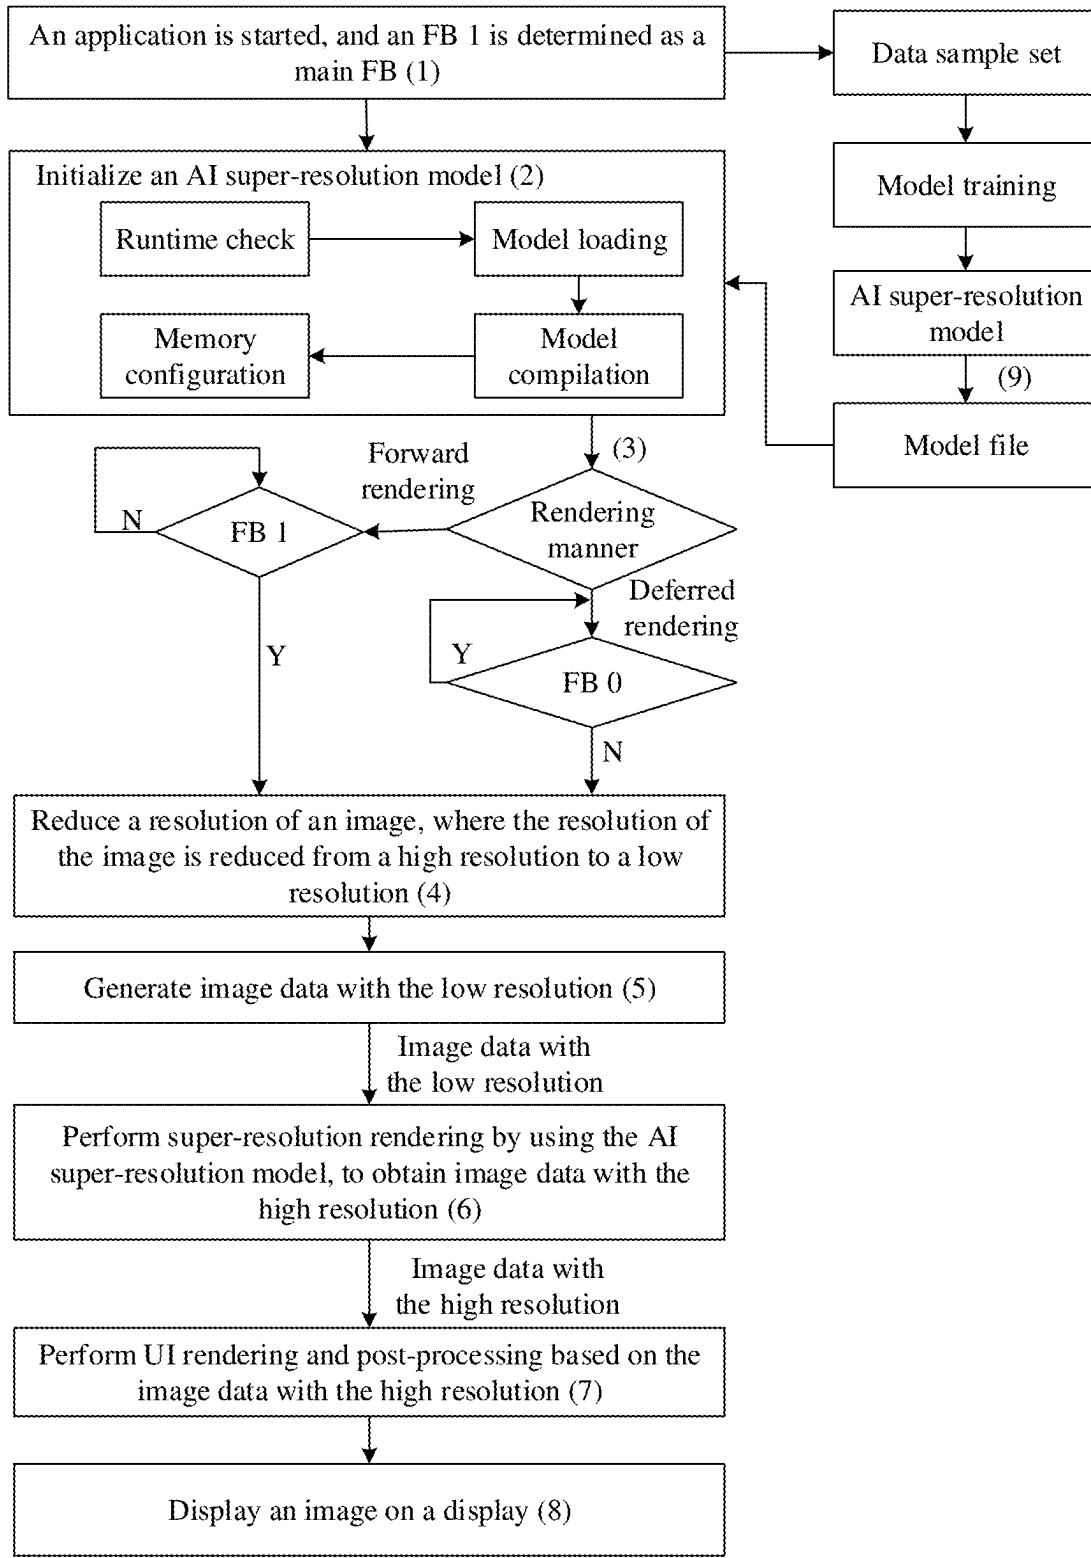 An application is started, and an FB 1 is determined as a
main FB (1)
Data sample set
Model training
AI super-resolution
model
(9)
Model file
Initialize an AI super-resolution model (2)
Runtime check
Model loading
Memory
configuration
Model
compilation
(3)
Forward
rendering
Rendering
manner
N
FB 1
Y
Deferred
rendering
Y
FB 0
N
Reduce a resolution of an image, where the resolution of
the image is reduced from a high resolution to a low
resolution (4)
Generate image data with the low resolution (5)
Image data with
the low resolution
Perform super-resolution rendering by using the AI
super-resolution model, to obtain image data with the
high resolution (6)
Image data with
the high resolution
Perform UI rendering and post-processing based on the
image data with the high resolution (7)
Display an image on a display (8)